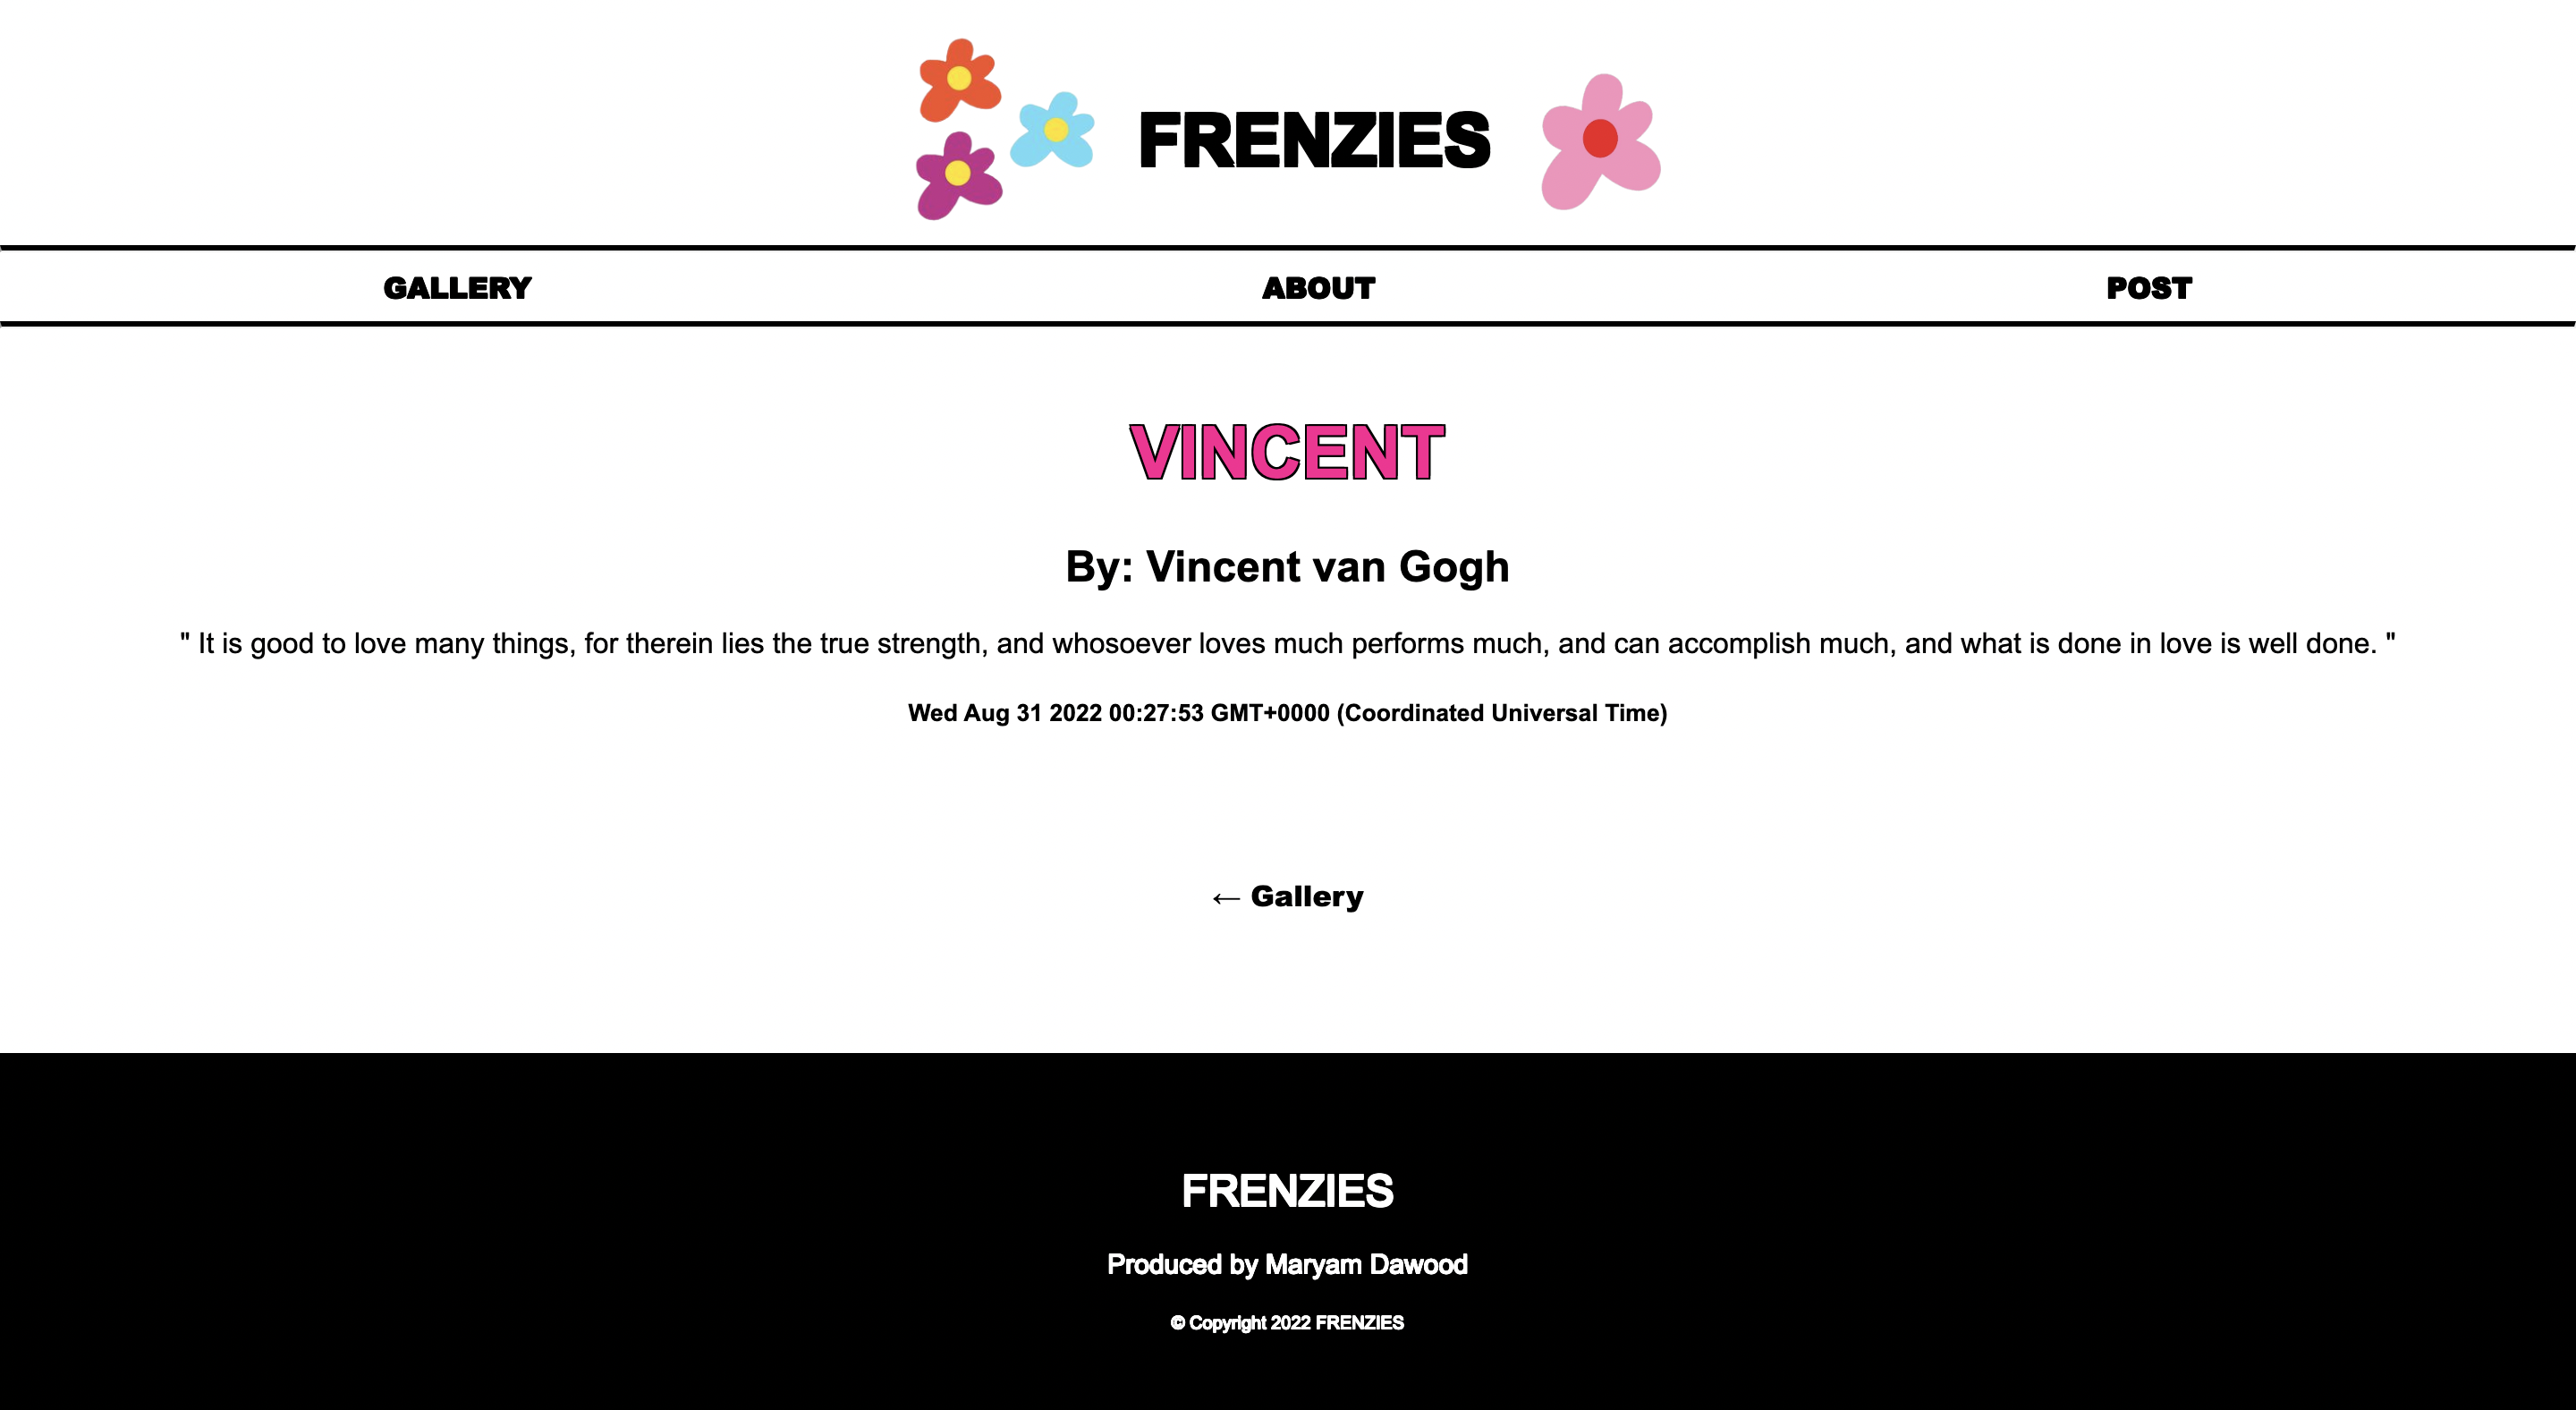 FRENZIES
GALLERY ABOUT POST
VINCENT
By: Vincent van Gogh
" It is good to love many things, for therein lies the true strength, and whosoever loves much performs much, and can accomplish much, and what is done in love is well done. "
Wed Aug 31 2022 00:27:53 GMT+0000 (Coordinated Universal Time)
← Gallery
FRENZIES
Produced by Maryam Dawood
© Copyright 2022 FRENZIES